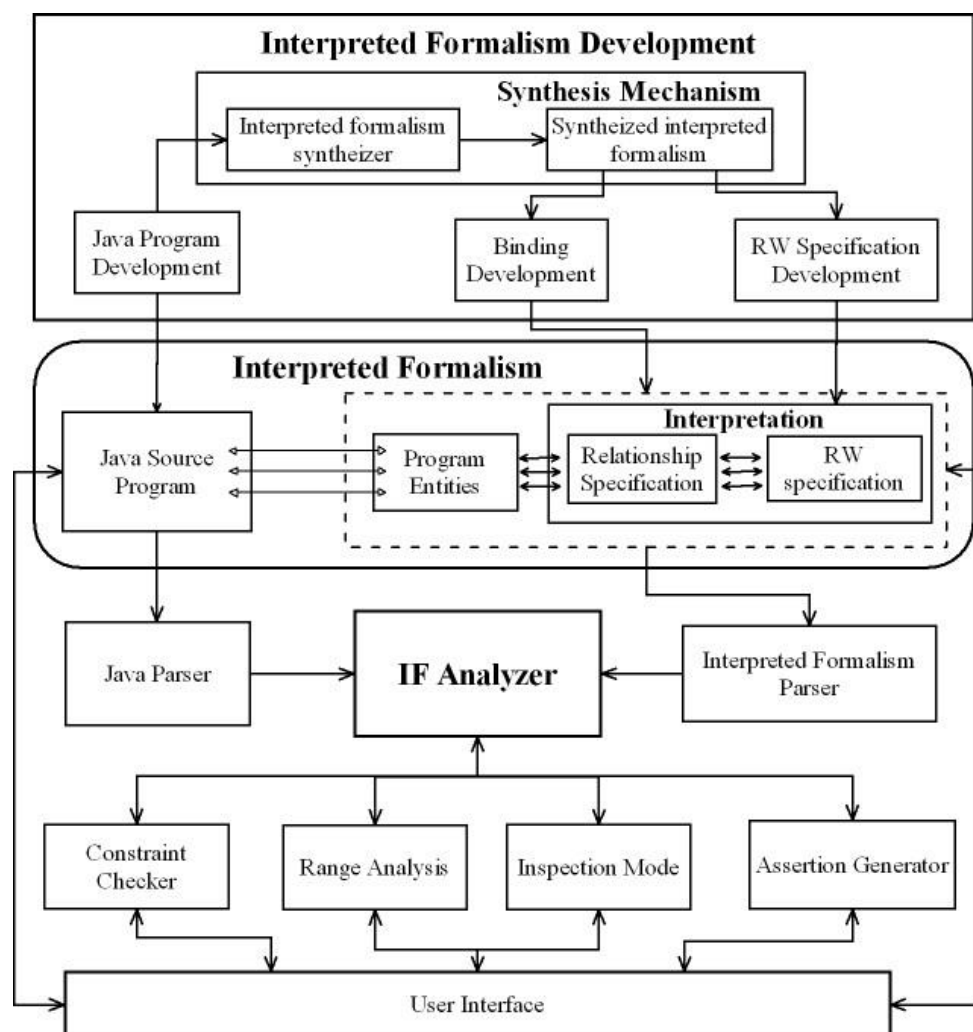 Interpreted Formalism Development
Synthesis Mechanism
Interpreted formalism
syntheizer
Syntheized interpreted
formalism
Java Program
Development
Binding
Development
RW Specification
Development
Interpreted Formalism
Interpretation
Java Source
Program
Program
Entities
Relationship
Specification
RW
specification
Java Parser
IF Analyzer
Interpreted Formalism
Parser
Constraint
Checker
Range Analysis
Inspection Mode
Assertion Generator
User Interface